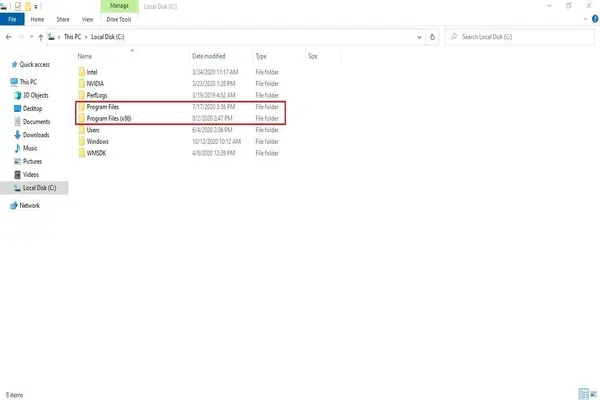 Manage
Local Disk (C:)
File
Home
Share
View
Drive Tools
This PC
Local Disk (C:)
Search Local Disk (C:)
Name
Date modified
Type
Size
Quick access
This PC
3D Objects
Desktop
Documents
Downloads
Music
Pictures
Videos
Local Disk (C:)
Network
Intel
3/24/2020 11:17 AM
File folder
NVIDIA
3/23/2020 1:28 PM
File folder
PerfLogs
3/19/2019 4:52 AM
File folder
Program Files
7/17/2020 3:36 PM
File folder
Program Files (x86)
8/2/2020 2:47 PM
File folder
Users
6/4/2020 2:06 PM
File folder
Windows
10/12/2020 10:12 AM
File folder
WMSDK
4/9/2020 12:39 PM
File folder
8 items